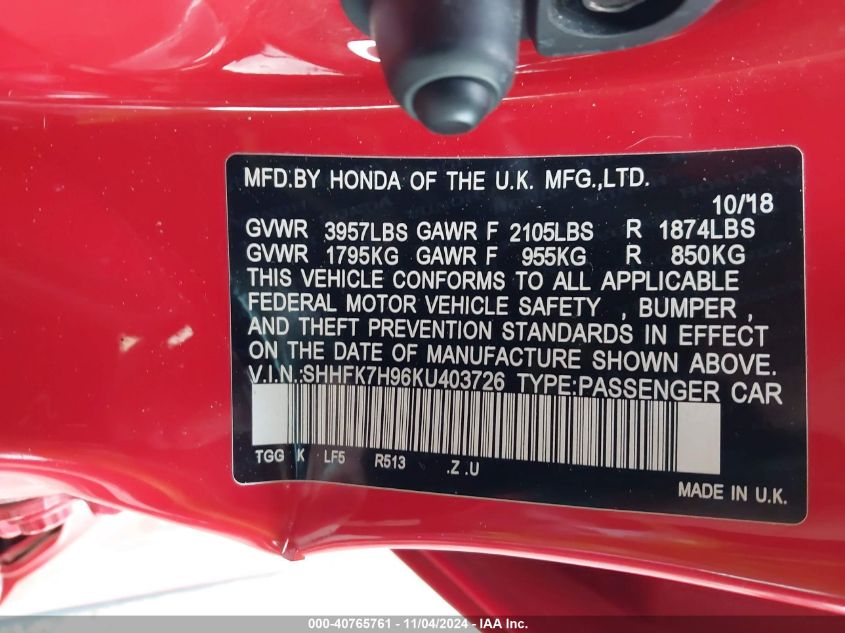 MFD.BY HONDA OF THE U.K. MFG.,LTD.
10/18
GVWR 3957LBS GAWR F 2105LBS R 1874LBS
GVWR 1795KG GAWR F 955KG R 850KG
THIS VEHICLE CONFORMS TO ALL APPLICABLE
FEDERAL MOTOR VEHICLE SAFETY , BUMPER ,
AND THEFT PREVENTION STANDARDS IN EFFECT
ON THE DATE OF MANUFACTURE SHOWN ABOVE.
V.I.N.:SHHFK7H96KU403726 TYPE:PASSENGER CAR
TGG K LF5 R513 .Z .U
MADE IN U.K.
000-40765761 - 11/04/2024 - IAA Inc.